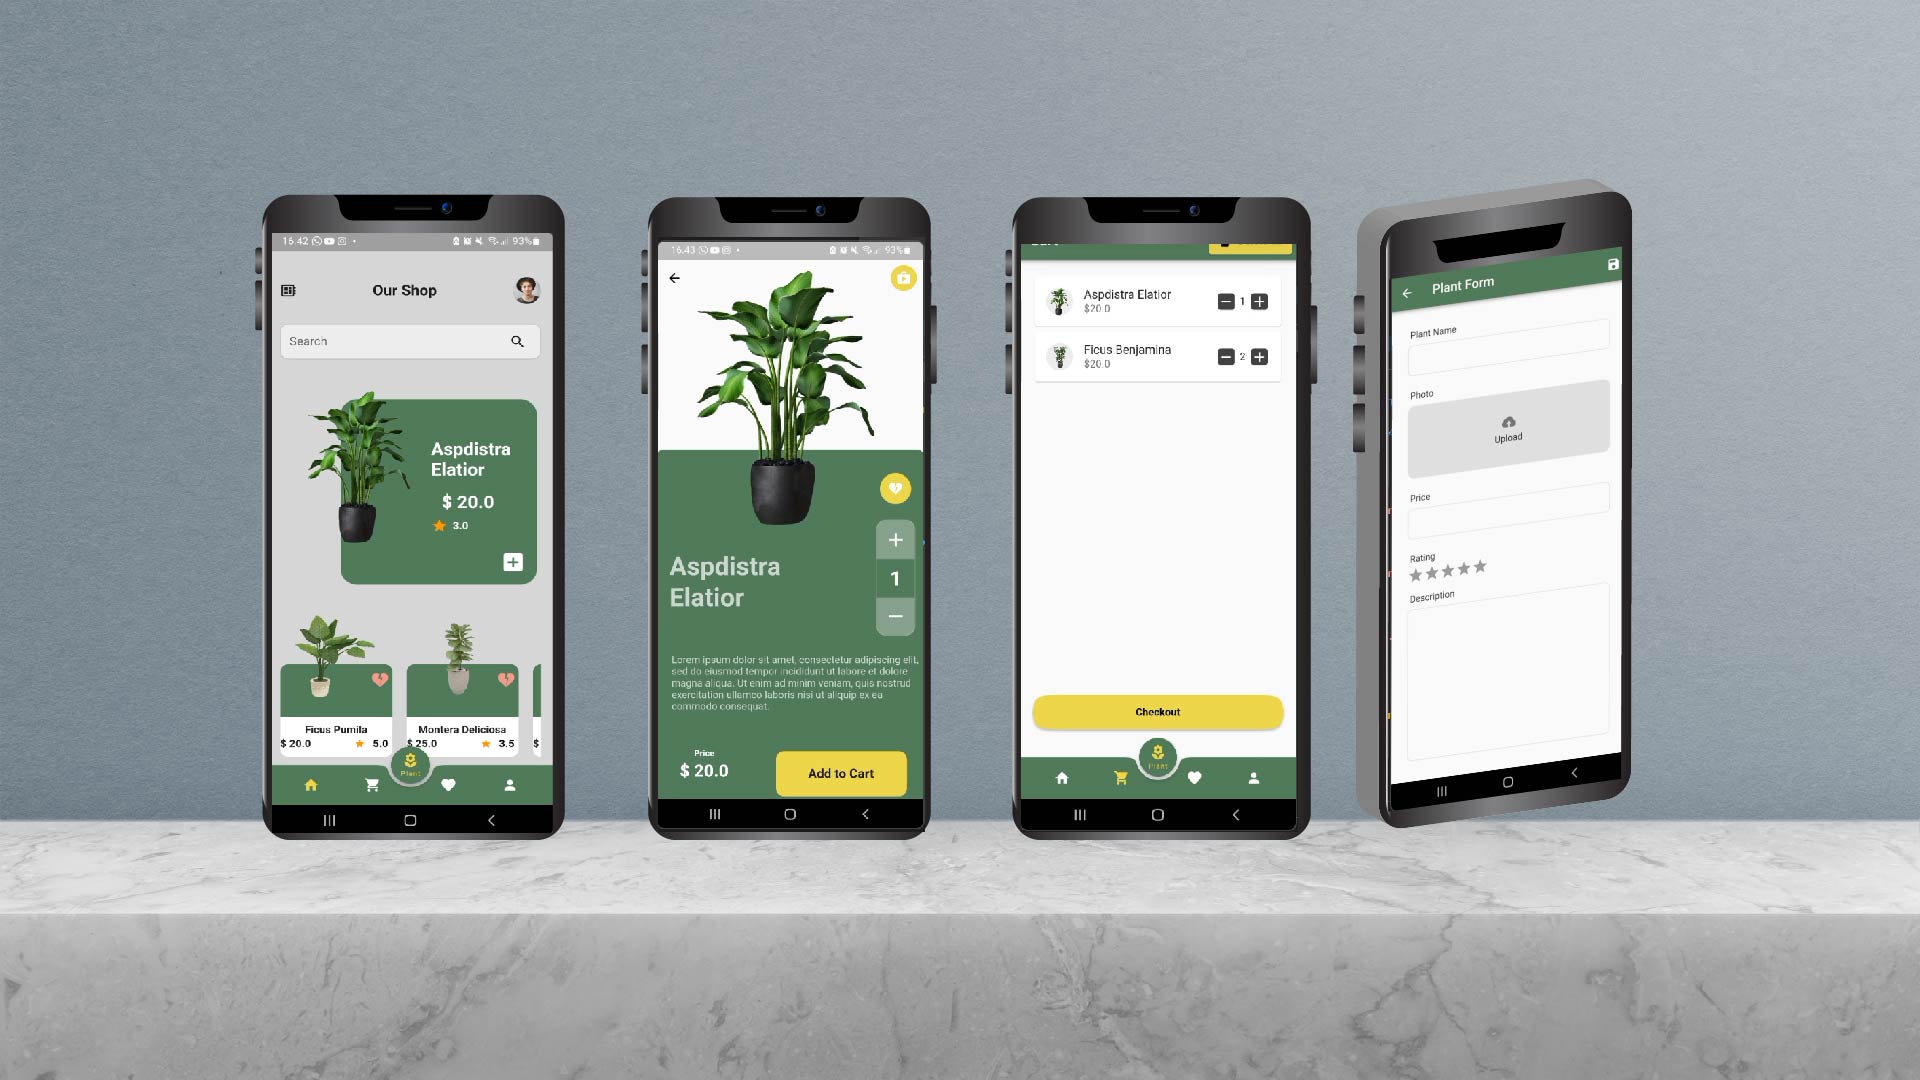 16.42
93%
Our Shop
Search
Aspdistra
Elatior
$ 20.0
3.0
Ficus Pumila
$ 20.0
5.0
Montera Deliciosa
$ 25.0
3.5
$
Plant
16.43
93%
Aspdistra
Elatior
1
Lorem ipsum dolor sit amet, consectetur adipiscing elit,
sed do eiusmod tempor incididunt ut labore et dolore
magna aliqua. Ut enim ad minim veniam, quis nostrud
exercitation ullamco laboris nisi ut aliquip ex ea
commodo consequat.
Price
$ 20.0
Add to Cart
Aspdistra Elatior
$20.0
1
Ficus Benjamina
$20.0
2
Checkout
Plant
Plant Form
Plant Name
Photo
Upload
Price
Rating
Description